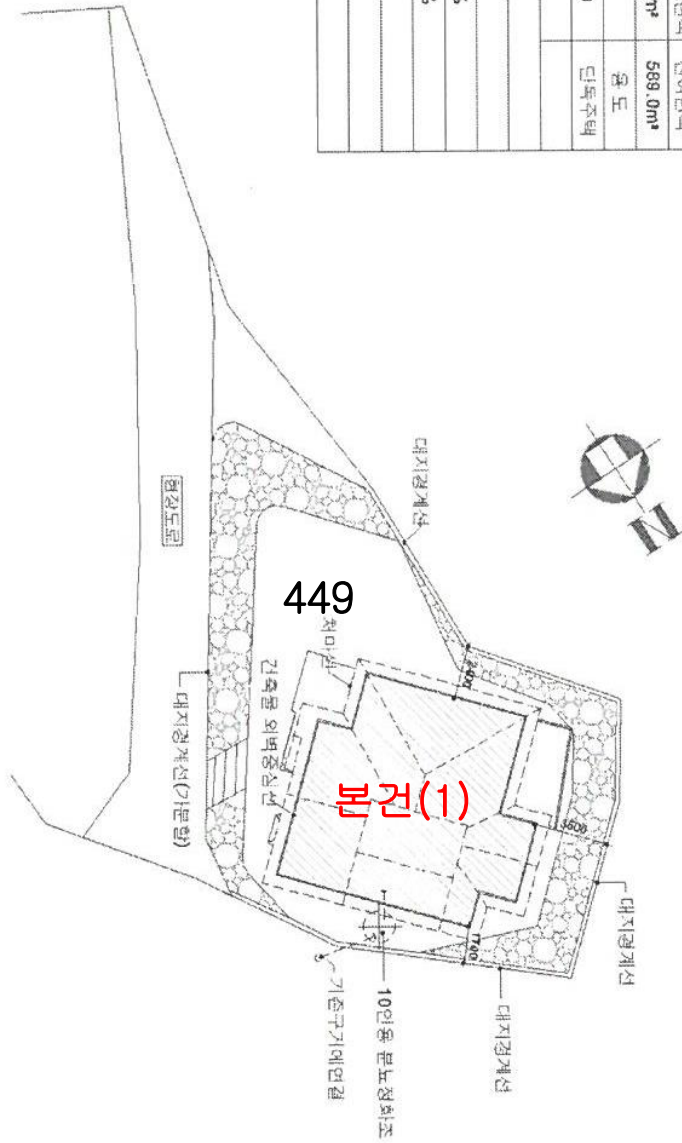 589.0m²
용 도
단독주택
N
대지경계선
현황도로
449
처마선
건축물 외벽중심선
대지경계선(가분할)
본건(1)
2400
3500
1700
대지경계선
대지경계선
10인용 분뇨정화조
기존구거에연결